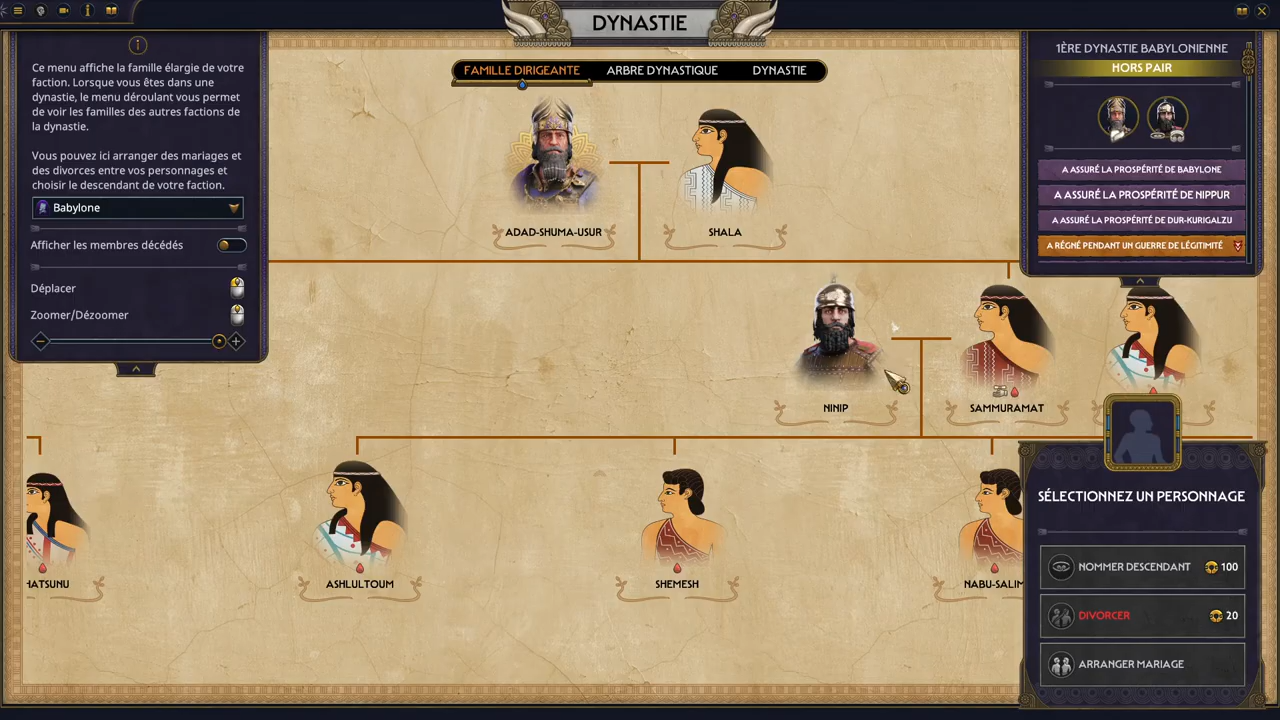 DYNASTIE
Ce menu affiche la famille élargie de votre
faction. Lorsque vous êtes dans une
dynastie, le menu déroulant vous permet
de voir les familles des autres factions de
la dynastie.
Vous pouvez ici arranger des mariages et
des divorces entre vos personnages et
choisir le descendant de votre faction.
Babylone
Afficher les membres décédés
Déplacer
Zoomer/Dézoomer
FAMILLE DIRIGEANTE
ARBRE DYNASTIQUE
DYNASTIE
1ÈRE DYNASTIE BABYLONIENNE
HORS PAIR
A ASSURÉ LA PROSPÉRITÉ DE BABYLONE
A ASSURÉ LA PROSPÉRITÉ DE NIPPUR
A ASSURÉ LA PROSPÉRITÉ DE DUR-KURIGALZU
A RÉGNÉ PENDANT UN GUERRE DE LÉGITIMITÉ
ADAD-SHUMA-USUR
SHALA
NINIP
SAMMURAMAT
HATSUNU
ASHLULTOUM
SHEMESH
NABU-SALIM
SÉLECTIONNEZ UN PERSONNAGE
NOMMER DESCENDANT 100
DIVORCER 20
ARRANGER MARIAGE